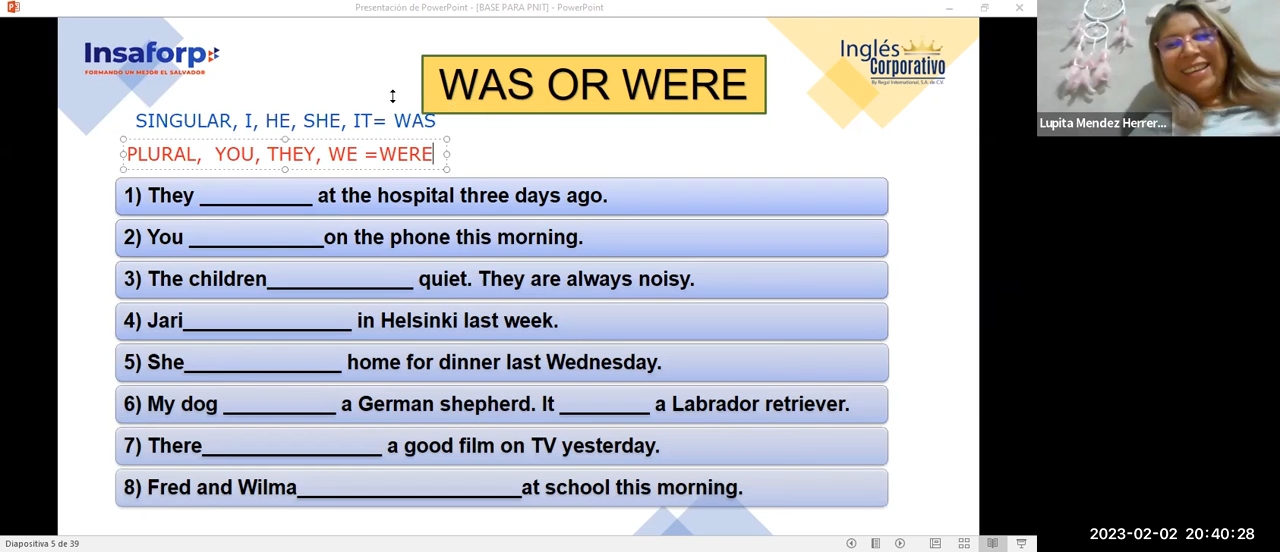 Presentación de PowerPoint - [BASE PARA PNIT] - PowerPoint
Insaforp
FORMANDO UN MEJOR EL SALVADOR
WAS OR WERE
Inglés
Corporativo
By Regal International, S.A. de C.V.
SINGULAR, I, HE, SHE, IT= WAS
PLURAL, YOU, THEY, WE =WERE
Lupita Mendez Herrer...
1) They __________ at the hospital three days ago.
2) You ____________on the phone this morning.
3) The children_____________ quiet. They are always noisy.
4) Jari_______________ in Helsinki last week.
5) She______________ home for dinner last Wednesday.
6) My dog __________ a German shepherd. It ________ a Labrador retriever.
7) There________________ a good film on TV yesterday.
8) Fred and Wilma____________________at school this morning.
Diapositiva 5 de 39
2023-02-02 20:40:28